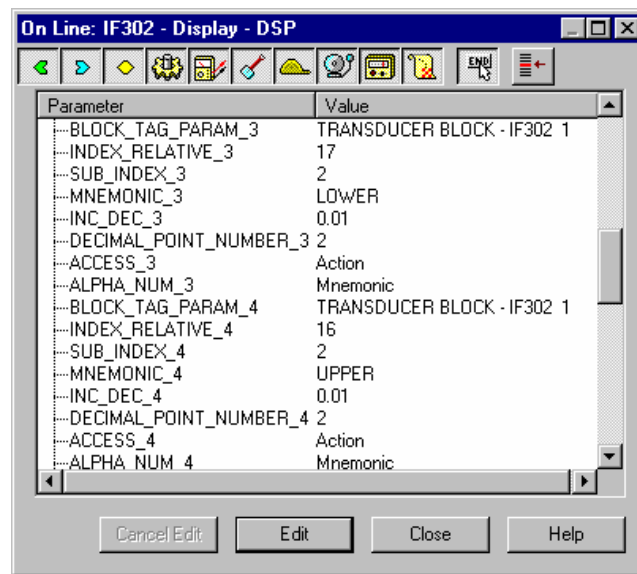 On Line: IF302 - Display - DSP
END
Parameter Value
BLOCK_TAG_PARAM_3 TRANSDUCER BLOCK - IF302 1
INDEX_RELATIVE_3 17
SUB_INDEX_3 2
MNEMONIC_3 LOWER
INC_DEC_3 0.01
DECIMAL_POINT_NUMBER_3 2
ACCESS_3 Action
ALPHA_NUM_3 Mnemonic
BLOCK_TAG_PARAM_4 TRANSDUCER BLOCK - IF302 1
INDEX_RELATIVE_4 16
SUB_INDEX_4 2
MNEMONIC_4 UPPER
INC_DEC_4 0.01
DECIMAL_POINT_NUMBER_4 2
ACCESS_4 Action
ALPHA_NUM_4 Mnemonic
Cancel Edit Edit Close Help